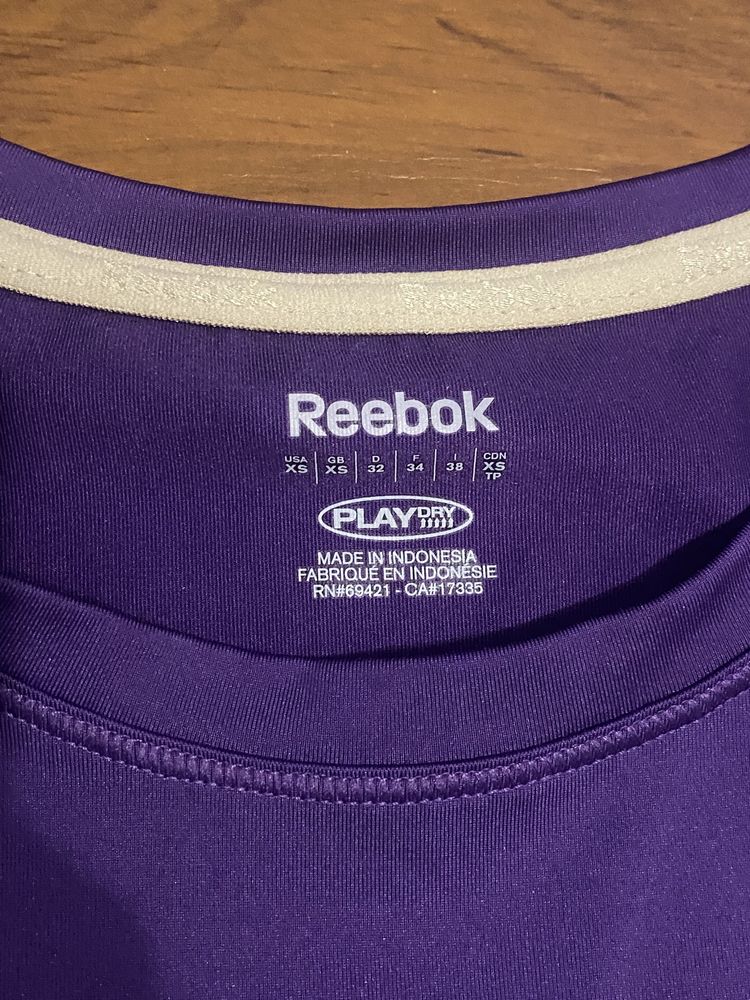 Reebok
USA GB D F I CDN
XS XS 32 34 38 XS
TP
PLAYDRY
MADE IN INDONESIA
FABRIQUÉ EN INDONÉSIE
RN#69421 - CA#17335